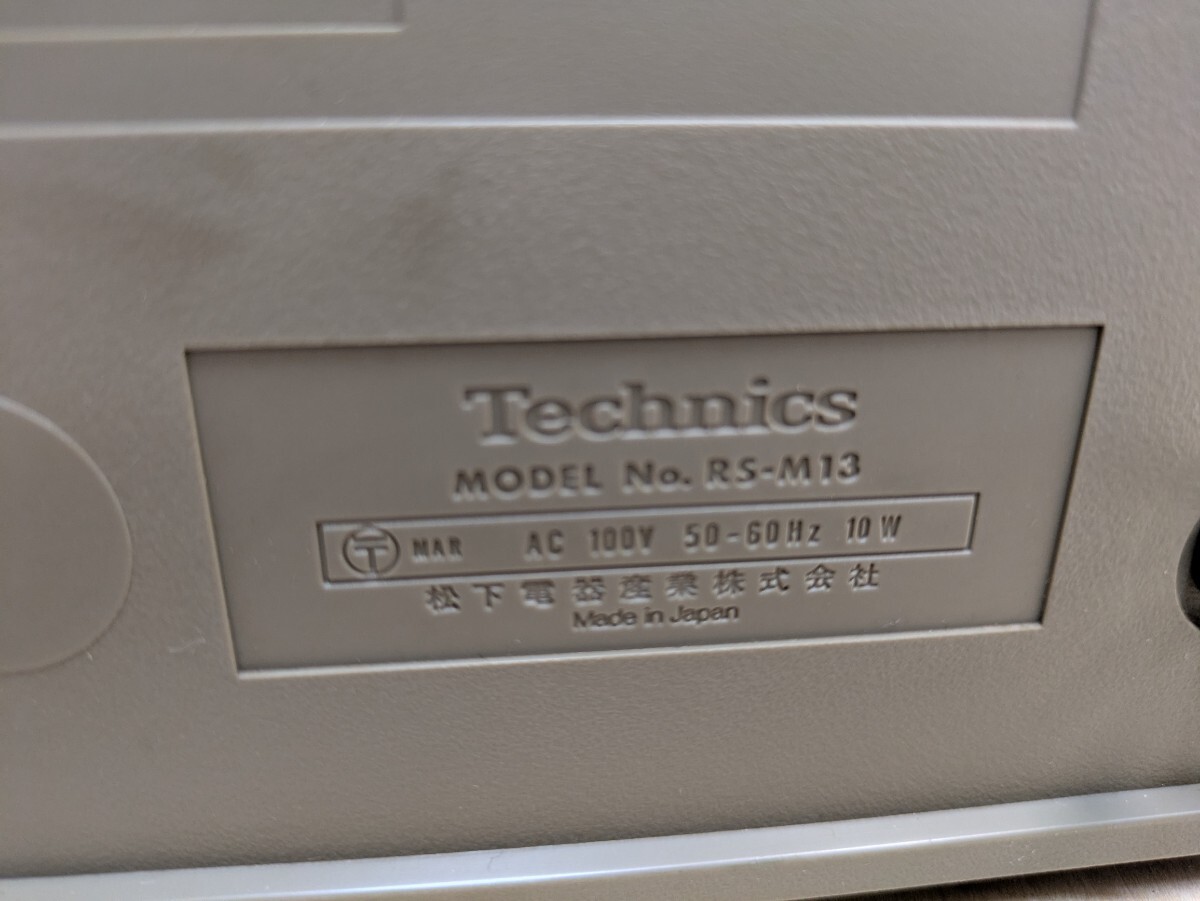 Technics
MODEL No. RS-M13
T MAR AC 100V 50-60Hz 10W
松下電器産業株式会社
Made in Japan